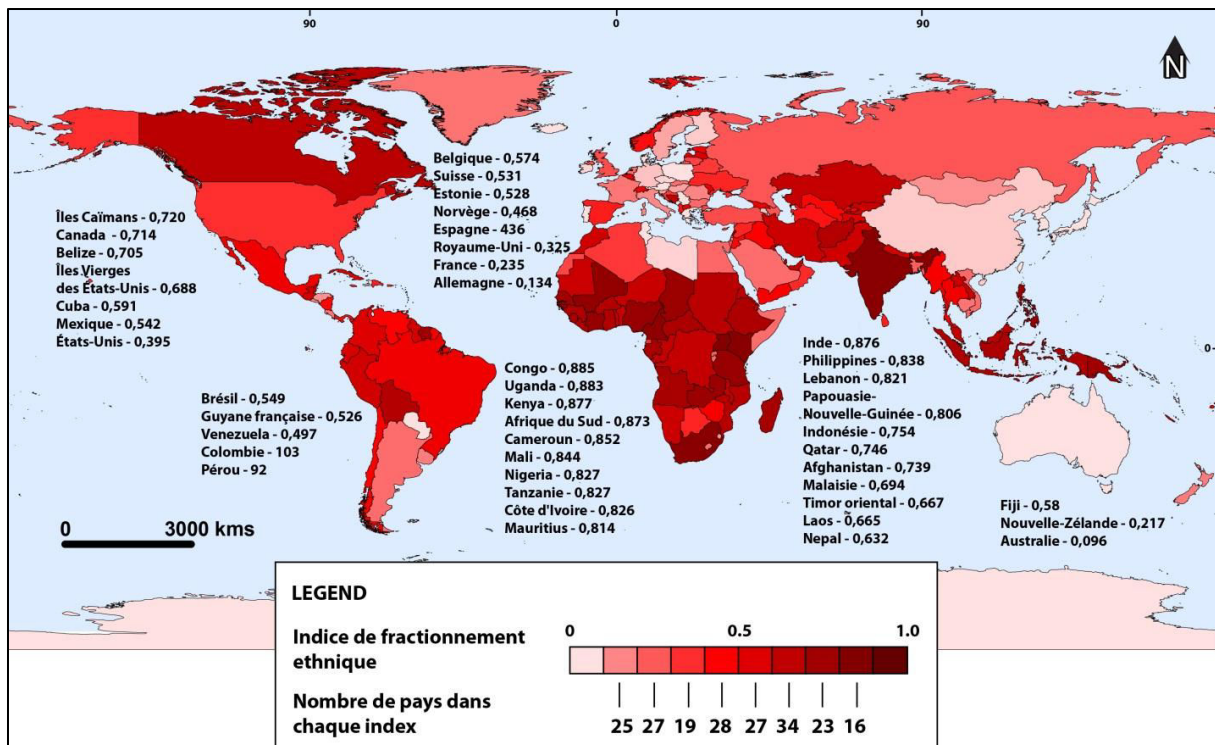 90
0
90
N
Belgique - 0,574
Suisse - 0,531
Estonie - 0,528
Norvège - 0,468
Espagne - 436
Royaume-Uni - 0,325
France - 0,235
Allemagne - 0,134
Îles Caïmans - 0,720
Canada - 0,714
Belize - 0,705
Îles Vierges
des États-Unis - 0,688
Cuba - 0,591
Mexique - 0,542
États-Unis - 0,395
0
Brésil - 0,549
Guyane française - 0,526
Venezuela - 0,497
Colombie - 103
Pérou - 92
Congo - 0,885
Uganda - 0,883
Kenya - 0,877
Afrique du Sud - 0,873
Cameroun - 0,852
Mali - 0,844
Nigeria - 0,827
Tanzanie - 0,827
Côte d'Ivoire - 0,826
Mauritius - 0,814
Inde - 0,876
Philippines - 0,838
Lebanon - 0,821
Papouasie-
Nouvelle-Guinée - 0,806
Indonésie - 0,754
Qatar - 0,746
Afghanistan - 0,739
Malaisie - 0,694
Timor oriental - 0,667
Laos - 0,665
Nepal - 0,632
Fiji - 0,58
Nouvelle-Zélande - 0,217
Australie - 0,096
0 3000 kms
LEGEND
Indice de fractionnement
ethnique
0 0.5 1.0
Nombre de pays dans
chaque index
25 27 19 28 27 34 23 16